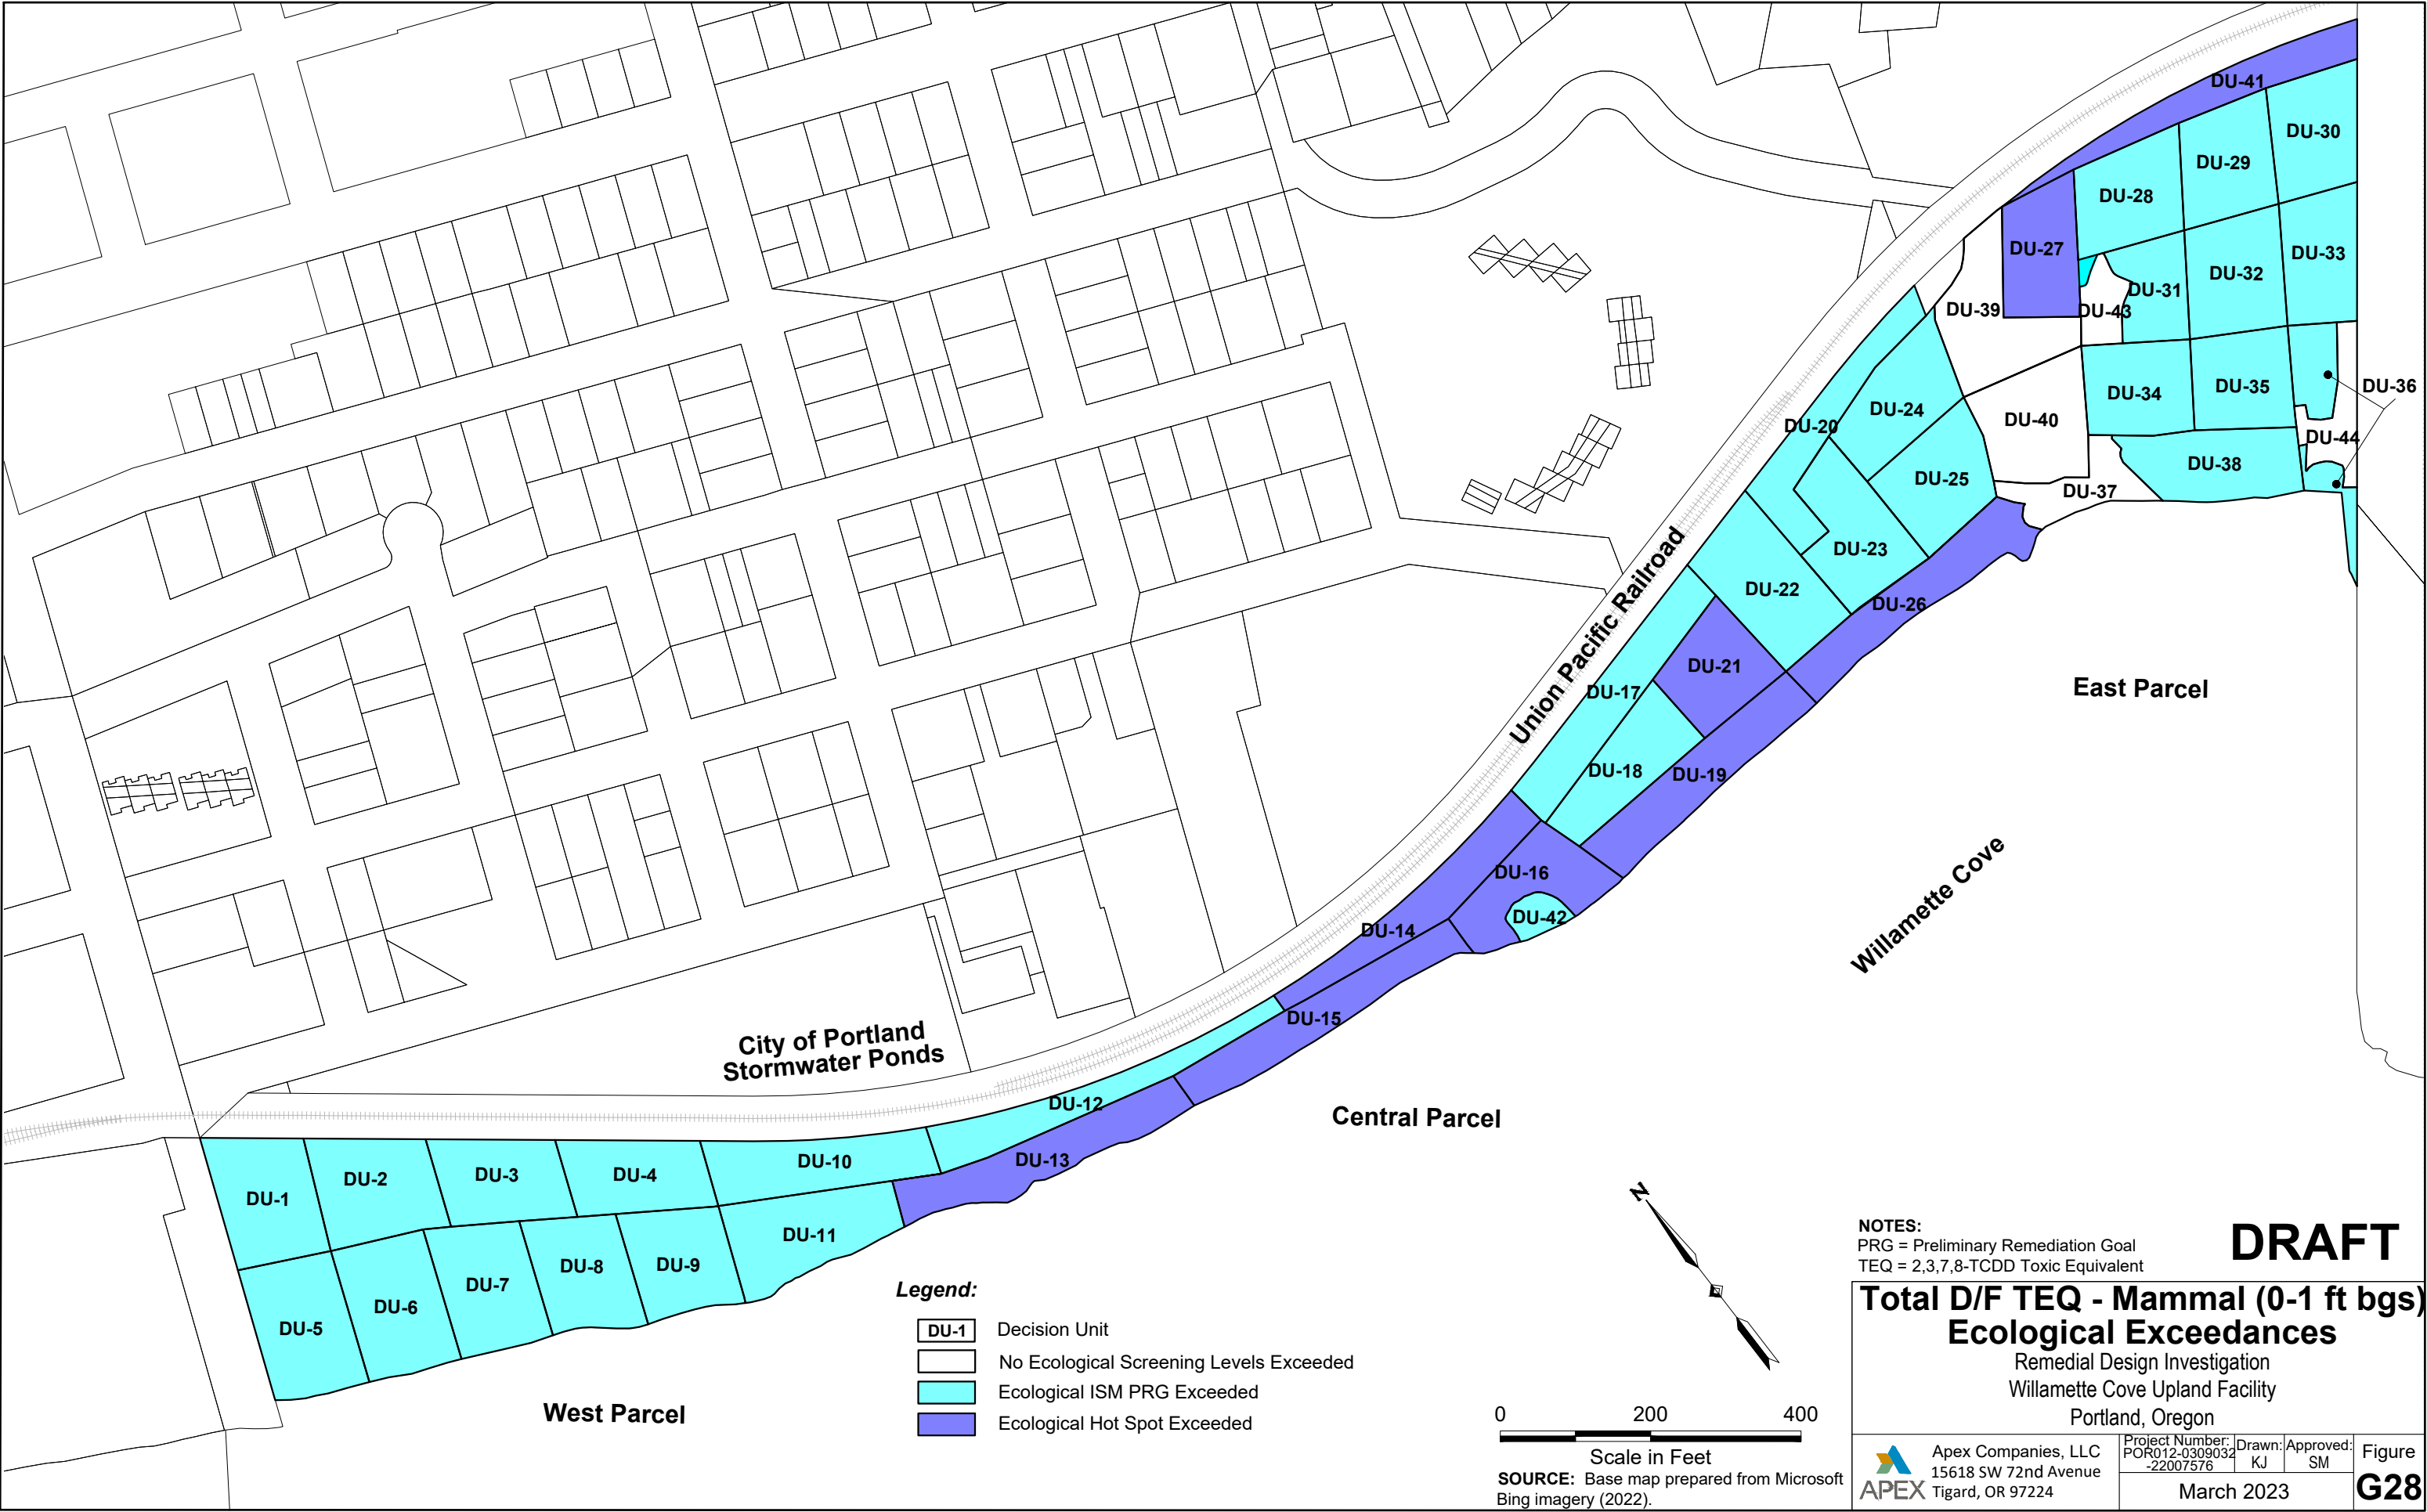 DU-41
DU-30
DU-29
DU-28
DU-27
DU-33
DU-32
DU-31
DU-39
DU-43
DU-36
DU-35
DU-34
DU-24
DU-40
DU-20
DU-44
DU-38
DU-25
DU-37
DU-23
DU-22
DU-26
Union Pacific Railroad
DU-21
DU-17
East Parcel
DU-18
DU-19
DU-16
Willamette Cove
DU-42
DU-14
DU-15
City of Portland
Stormwater Ponds
DU-12
Central Parcel
DU-13
DU-10
DU-4
DU-3
DU-2
DU-1
DU-11
DU-9
DU-8
DU-7
DU-6
DU-5
West Parcel
Legend:
DU-1 Decision Unit
No Ecological Screening Levels Exceeded
Ecological ISM PRG Exceeded
Ecological Hot Spot Exceeded
N
0 200 400
Scale in Feet
SOURCE: Base map prepared from Microsoft
Bing imagery (2022).
NOTES:
PRG = Preliminary Remediation Goal
TEQ = 2,3,7,8-TCDD Toxic Equivalent
DRAFT
Total D/F TEQ - Mammal (0-1 ft bgs)
Ecological Exceedances
Remedial Design Investigation
Willamette Cove Upland Facility
Portland, Oregon
APEX
Apex Companies, LLC
15618 SW 72nd Avenue
Tigard, OR 97224
Project Number:
POR012-0309032
-22007576
Drawn:
KJ
Approved:
SM
March 2023
Figure
G28